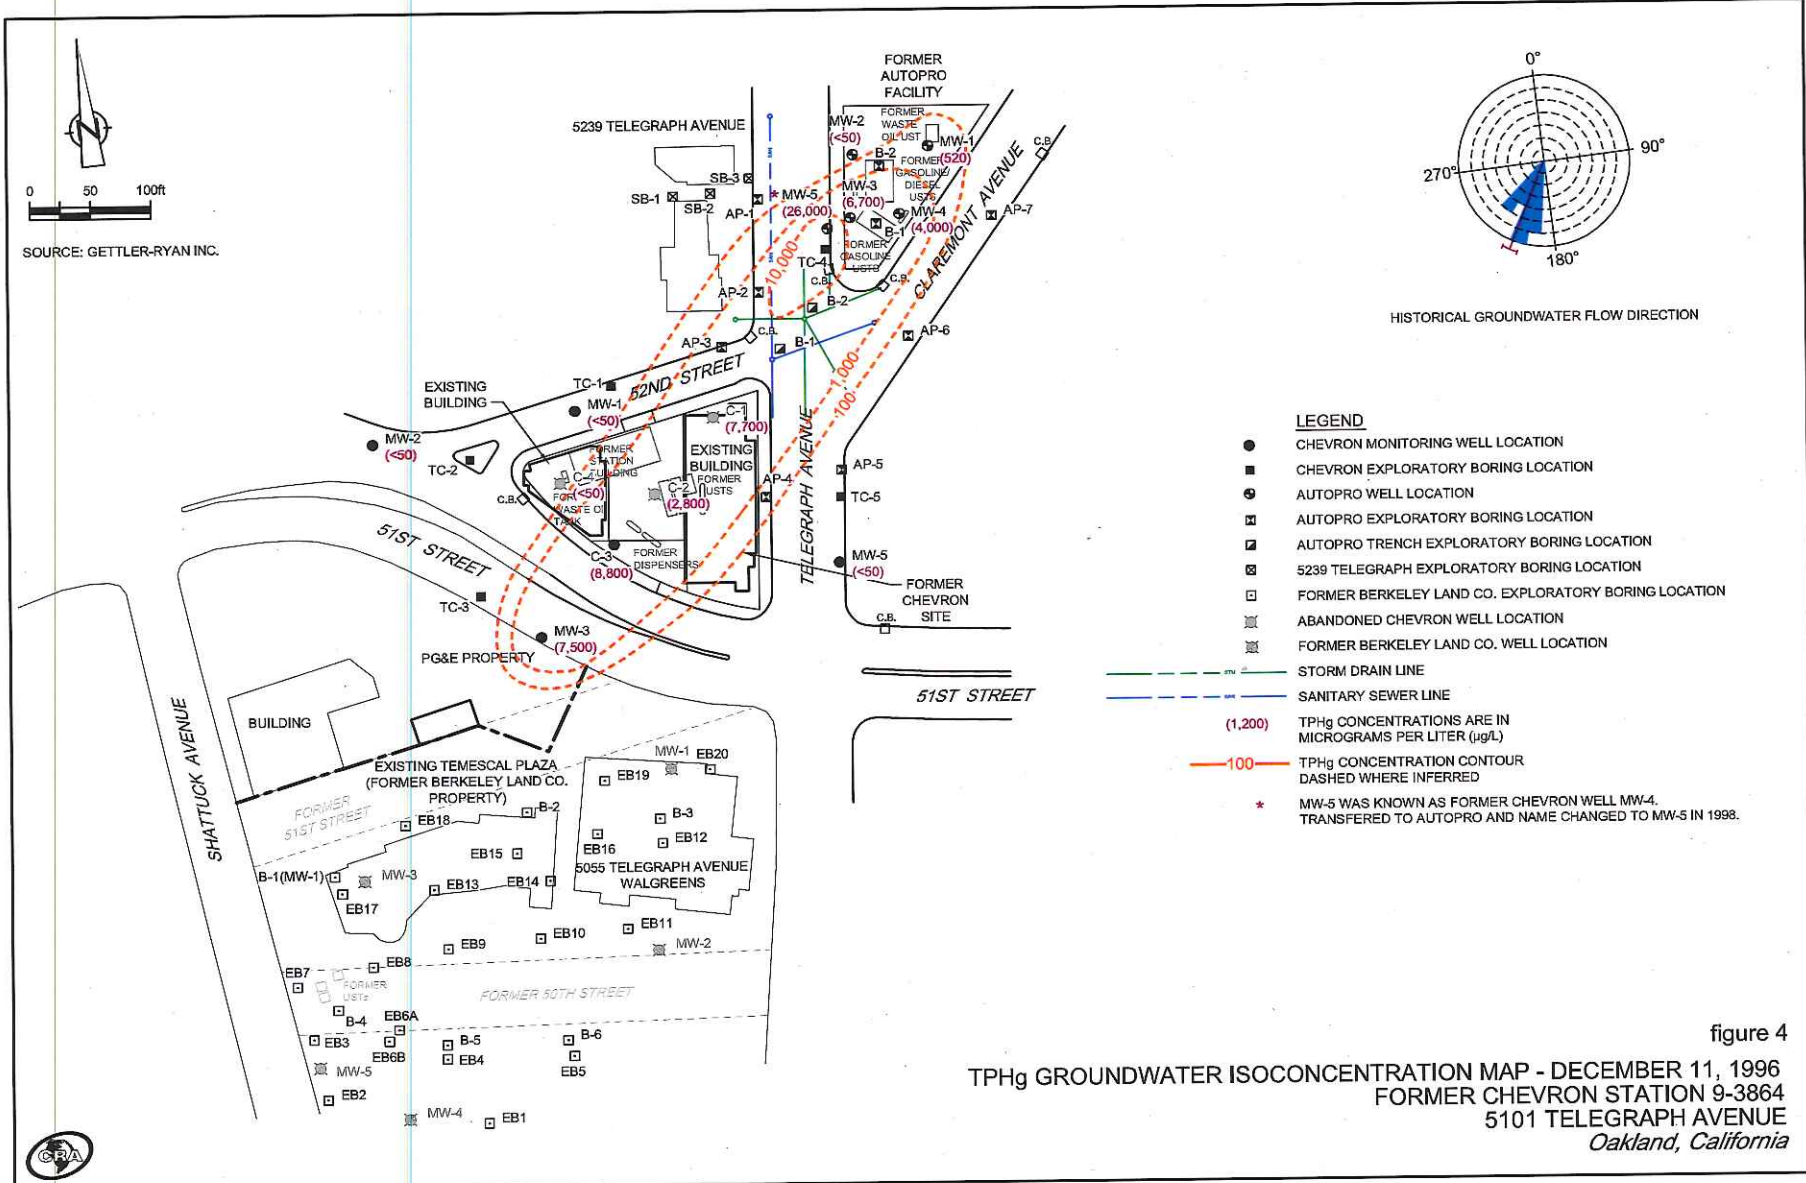 0°
90°
180°
270°
HISTORICAL GROUNDWATER FLOW DIRECTION
N
0 50 100ft
SOURCE: GETTLER-RYAN INC.
FORMER
AUTOPRO
FACILITY
5239 TELEGRAPH AVENUE
FORMER
WASTE
OIL UST
MW-2
(<50)
MW-1
(520)
B-2
FORMER
GASOLINE/
DIESEL
USTS
C.B.
SB-3
SB-1
SB-2
AP-1
MW-5
(26,000)
*
MW-3
(6,700)
MW-4
(4,000)
B-1
AP-7
FORMER
GASOLINE
USTS
TC-4
C.B.
C.B.
CLAREMONT AVENUE
10,000
AP-2
B-2
AP-3
C.B.
B-1
AP-6
52ND STREET
1,000
100
EXISTING
BUILDING
TC-1
MW-1
(<50)
MW-2
(<50)
TC-2
C-1
(7,700)
FORMER
STATION
BUILDING
EXISTING
BUILDING
FORMER
USTS
C-4
(<50)
C-2
(2,800)
AP-4
AP-5
TC-5
C.B.
WASTE OIL
TANK
51ST STREET
TELEGRAPH AVENUE
C-3
(8,800)
FORMER
DISPENSERS
MW-5
(<50)
FORMER
CHEVRON
SITE
C.B.
TC-3
MW-3
(7,500)
PG&E PROPERTY
51ST STREET
SHATTUCK AVENUE
BUILDING
EXISTING TEMESCAL PLAZA
(FORMER BERKELEY LAND CO.
PROPERTY)
FORMER
51ST STREET
MW-1
EB20
EB19
B-2
EB18
B-3
EB12
EB16
EB15
5055 TELEGRAPH AVENUE
WALGREENS
B-1(MW-1)
MW-3
EB13
EB14
EB17
EB11
EB10
EB9
MW-2
EB8
EB7
FORMER
USTs
FORMER 50TH STREET
B-4
EB6A
EB3
EB6B
B-5
EB4
B-6
EB5
MW-5
EB2
MW-4
EB1
CRA
LEGEND
CHEVRON MONITORING WELL LOCATION
CHEVRON EXPLORATORY BORING LOCATION
AUTOPRO WELL LOCATION
AUTOPRO EXPLORATORY BORING LOCATION
AUTOPRO TRENCH EXPLORATORY BORING LOCATION
5239 TELEGRAPH EXPLORATORY BORING LOCATION
FORMER BERKELEY LAND CO. EXPLORATORY BORING LOCATION
ABANDONED CHEVRON WELL LOCATION
FORMER BERKELEY LAND CO. WELL LOCATION
STORM DRAIN LINE
SANITARY SEWER LINE
(1,200) TPHg CONCENTRATIONS ARE IN
MICROGRAMS PER LITER (µg/L)
100 TPHg CONCENTRATION CONTOUR
DASHED WHERE INFERRED
* MW-5 WAS KNOWN AS FORMER CHEVRON WELL MW-4.
TRANSFERED TO AUTOPRO AND NAME CHANGED TO MW-5 IN 1998.
figure 4
TPHg GROUNDWATER ISOCONCENTRATION MAP - DECEMBER 11, 1996
FORMER CHEVRON STATION 9-3864
5101 TELEGRAPH AVENUE
Oakland, California